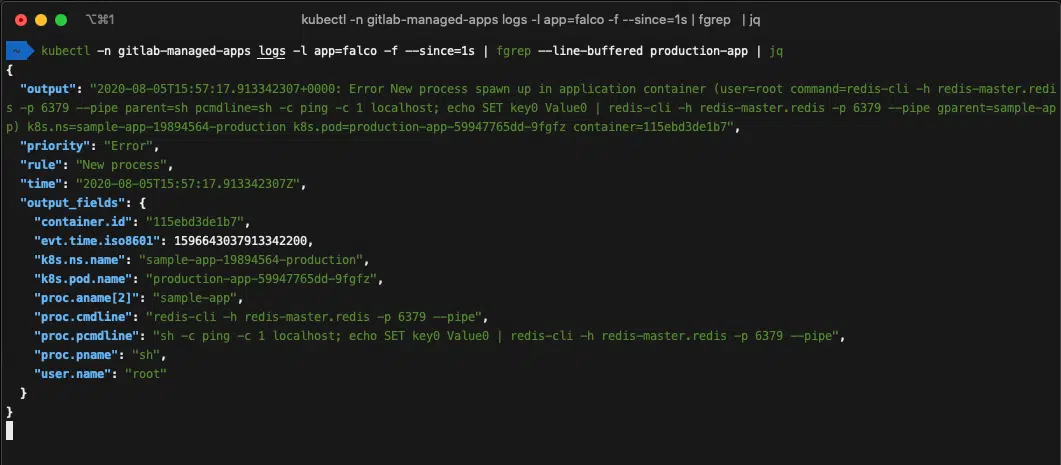 ⌥⌘1 kubectl -n gitlab-managed-apps logs -l app=falco -f --since=1s | fgrep | jq
~ kubectl -n gitlab-managed-apps logs -l app=falco -f --since=1s | fgrep --line-buffered production-app | jq
{
"output": "2020-08-05T15:57:17.913342307+0000: Error New process spawn up in application container (user=root command=redis-cli -h redis-master.redi
s -p 6379 --pipe parent=sh pcmdline=sh -c ping -c 1 localhost; echo SET key0 Value0 | redis-cli -h redis-master.redis -p 6379 --pipe gparent=sample-ap
p) k8s.ns=sample-app-19894564-production k8s.pod=production-app-59947765dd-9fgfz container=115ebd3de1b7",
"priority": "Error",
"rule": "New process",
"time": "2020-08-05T15:57:17.913342307Z",
"output_fields": {
"container.id": "115ebd3de1b7",
"evt.time.iso8601": 1596643037913342200,
"k8s.ns.name": "sample-app-19894564-production",
"k8s.pod.name": "production-app-59947765dd-9fgfz",
"proc.aname[2]": "sample-app",
"proc.cmdline": "redis-cli -h redis-master.redis -p 6379 --pipe",
"proc.pcmdline": "sh -c ping -c 1 localhost; echo SET key0 Value0 | redis-cli -h redis-master.redis -p 6379 --pipe",
"proc.pname": "sh",
"user.name": "root"
}
}